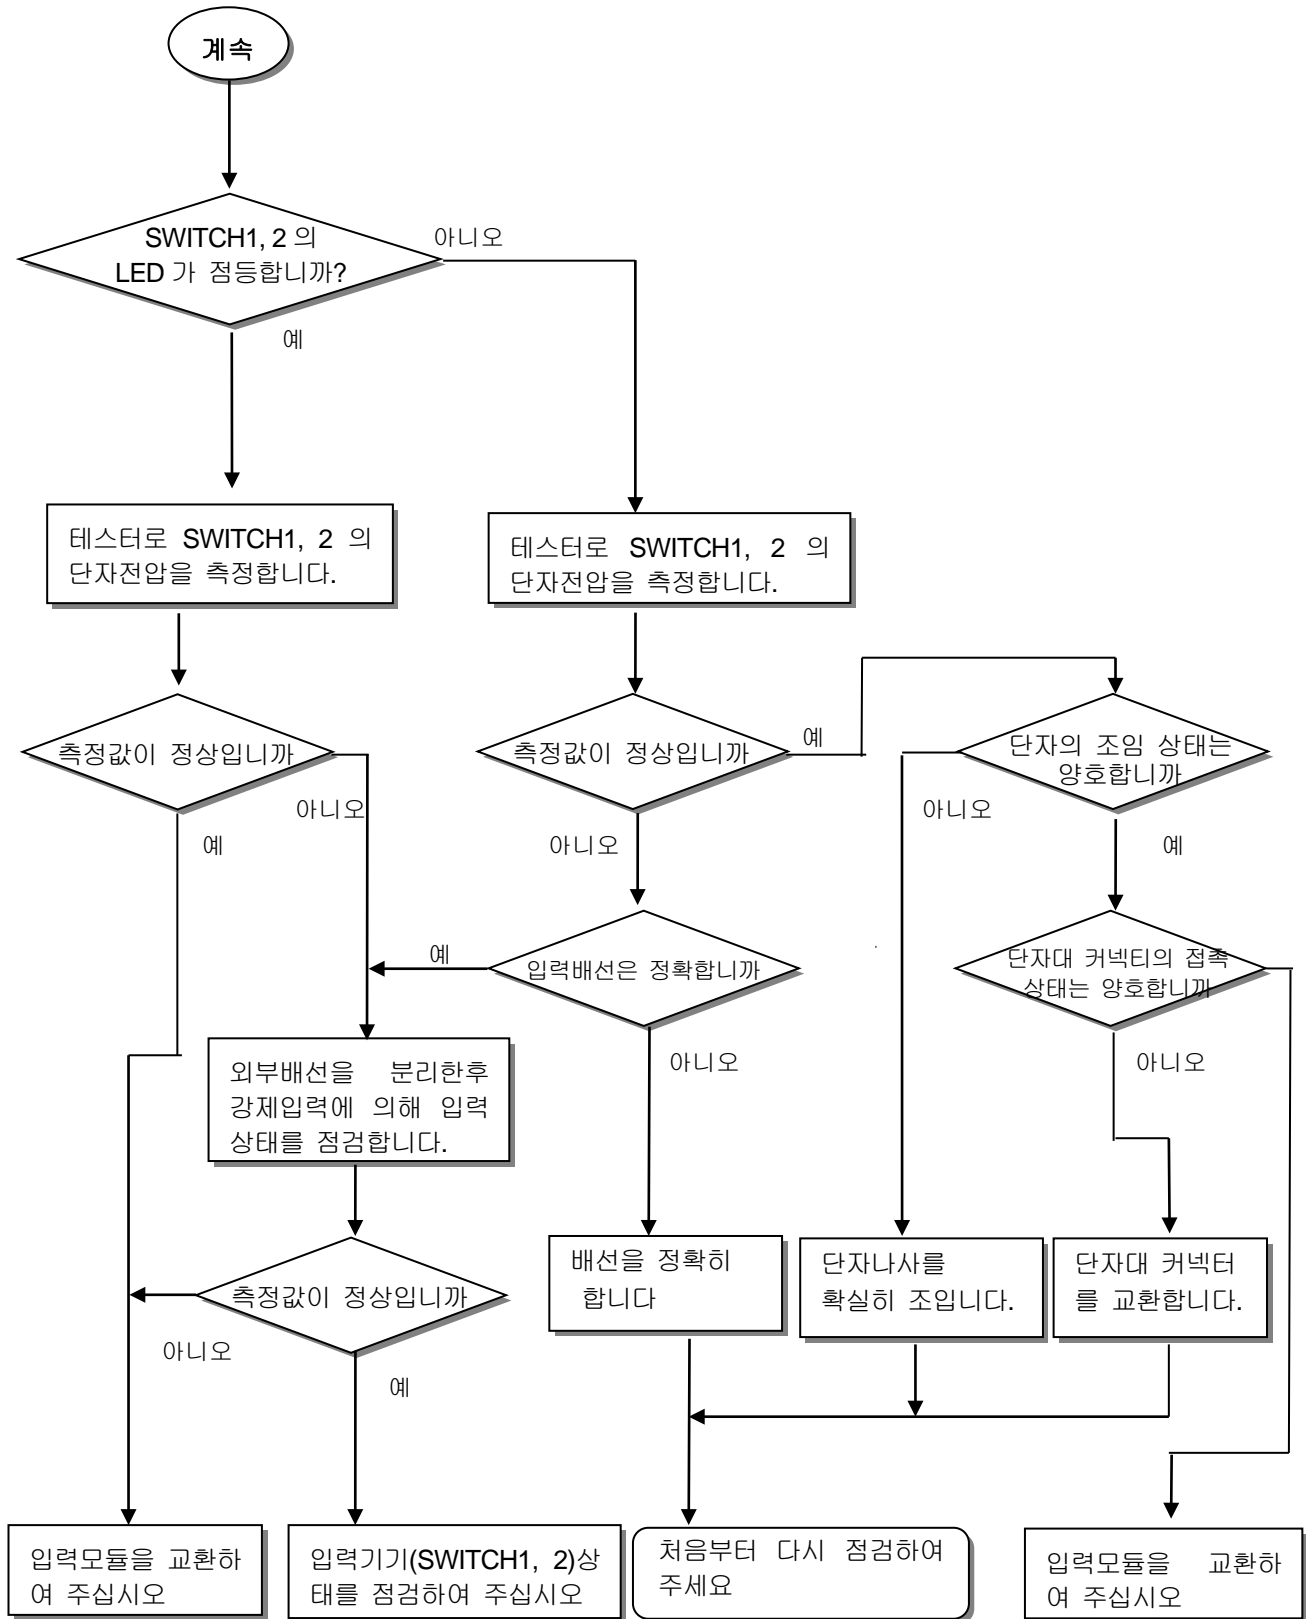 계속
SWITCH1, 2 의
LED 가 점등합니까?
아니오
예
테스터로 SWITCH1, 2 의
단자전압을 측정합니다.
테스터로 SWITCH1, 2 의
단자전압을 측정합니다.
측정값이 정상입니까
아니오
예
측정값이 정상입니까
예
아니오
단자의 조임 상태는
양호합니까
아니오
예
입력배선은 정확합니까
예
아니오
단자대 커넥티의 접촉
상태는 양호합니까
아니오
외부배선을 분리한후
강제입력에 의해 입력
상태를 점검합니다.
측정값이 정상입니까
아니오
예
배선을 정확히
합니다
단자나사를
확실히 조입니다.
단자대 커넥터
를 교환합니다.
입력모듈을 교환하
여 주십시오
입력기기(SWITCH1, 2)상
태를 점검하여 주십시오
처음부터 다시 점검하여
주세요
입력모듈을 교환하
여 주십시오